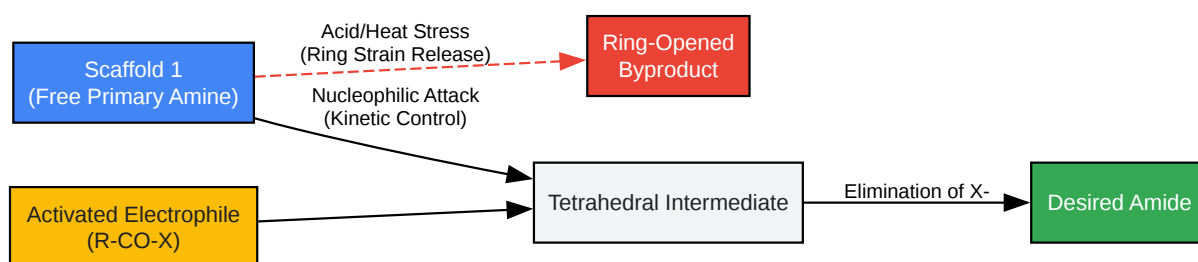 Acid/Heat Stress
(Ring Strain Release)
Ring-Opened
Byproduct
Scaffold 1
(Free Primary Amine)
Nucleophilic Attack
(Kinetic Control)
Activated Electrophile
(R-CO-X)
Tetrahedral Intermediate
Elimination of X-
Desired Amide